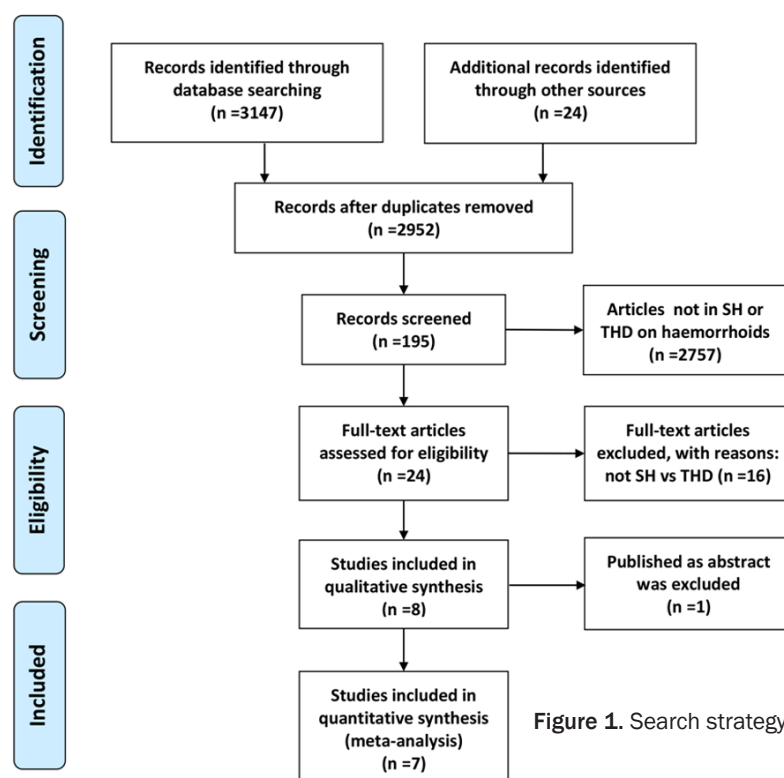 Identification
Records identified through
database searching
(n =3147)
Additional records identified
through other sources
(n =24)
Records after duplicates removed
(n =2952)
Screening
Records screened
(n =195)
Articles not in SH or
THD on haemorrhoids
(n =2757)
Eligibility
Full-text articles
assessed for eligibility
(n =24)
Full-text articles
excluded, with reasons:
not SH vs THD (n =16)
Studies included in
qualitative synthesis
(n =8)
Published as abstract
was excluded
(n =1)
Included
Studies included in
quantitative synthesis
(meta-analysis)
(n =7)
Figure 1. Search strategy